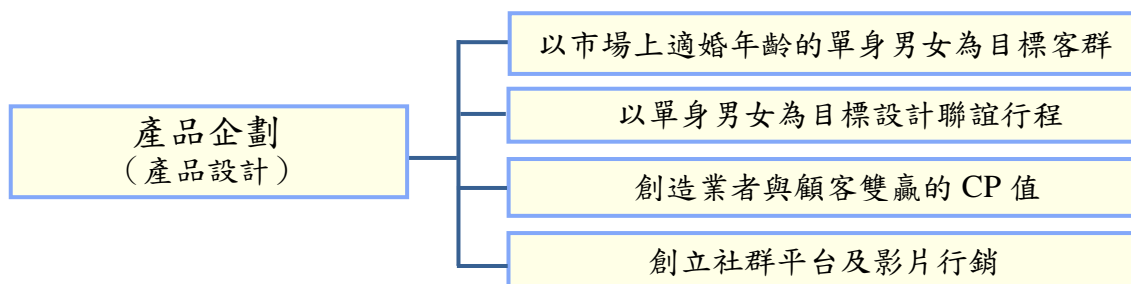 以市場上適婚年齡的單身男女為目標客群
以單身男女為目標設計聯誼行程
產品企劃
（產品設計）
創造業者與顧客雙贏的 CP 值
創立社群平台及影片行銷